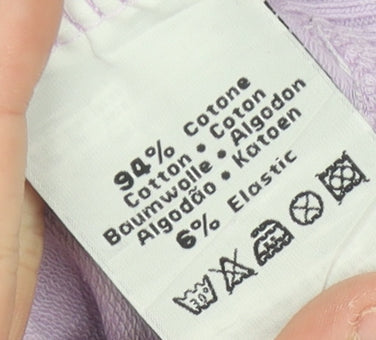 94% Cotone
Cotton • Coton
Baumwolle • Algodon
Algodão • Katoen
6% Elastic
30°